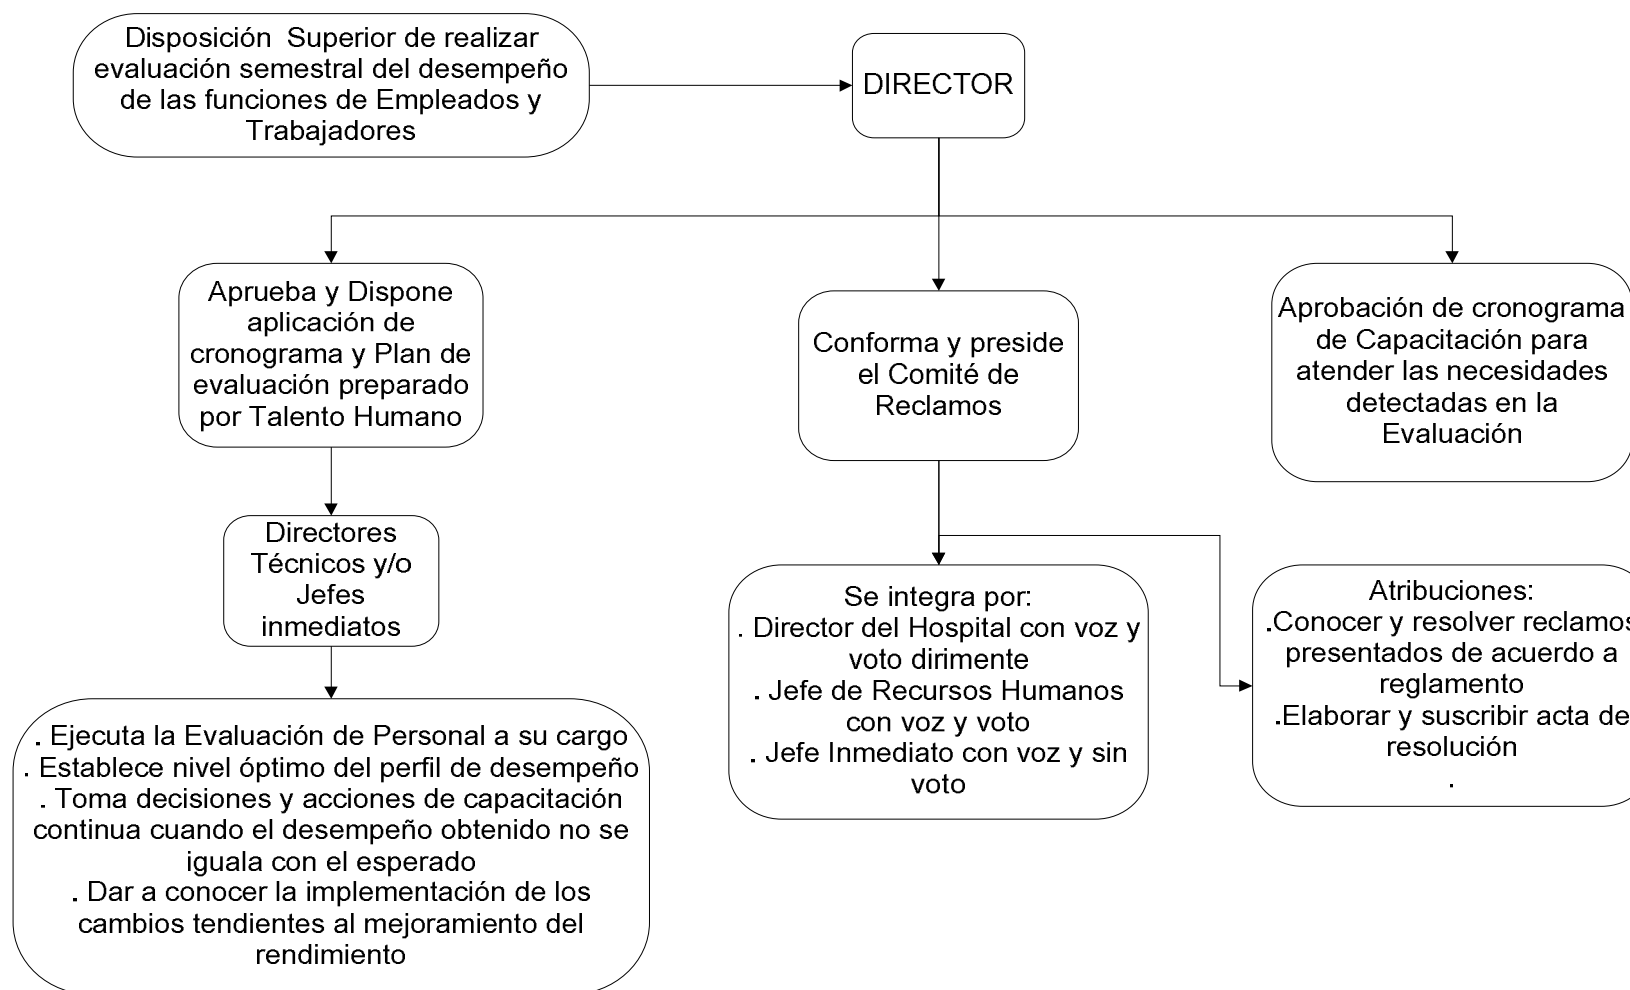 Disposición Superior de realizar
evaluación semestral del desempeño
de las funciones de Empleados y
Trabajadores
DIRECTOR
Aprueba y Dispone
aplicación de
cronograma y Plan de
evaluación preparado
por Talento Humano
Conforma y preside
el Comité de
Reclamos
Aprobación de cronograma
de Capacitación para
atender las necesidades
detectadas en la
Evaluación
Directores
Técnicos y/o
Jefes
inmediatos
Se integra por:
. Director del Hospital con voz y
voto dirimente
. Jefe de Recursos Humanos
con voz y voto
. Jefe Inmediato con voz y sin
voto
Atribuciones:
.Conocer y resolver reclamos
presentados de acuerdo a
reglamento
.Elaborar y suscribir acta de
resolución
.
. Ejecuta la Evaluación de Personal a su cargo
. Establece nivel óptimo del perfil de desempeño
. Toma decisiones y acciones de capacitación
continua cuando el desempeño obtenido no se
iguala con el esperado
. Dar a conocer la implementación de los
cambios tendientes al mejoramiento del
rendimiento